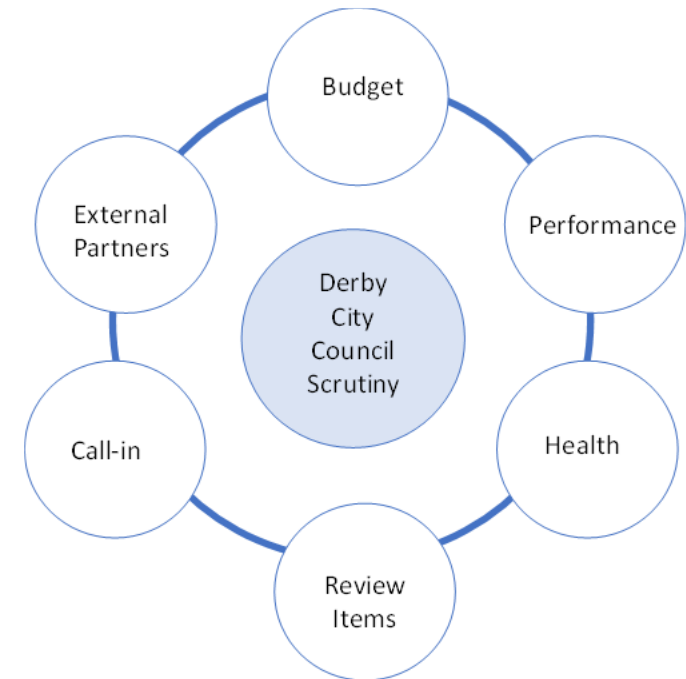 Budget
Performance
Health
Review
Items
Call-in
External
Partners
Derby
City
Council
Scrutiny